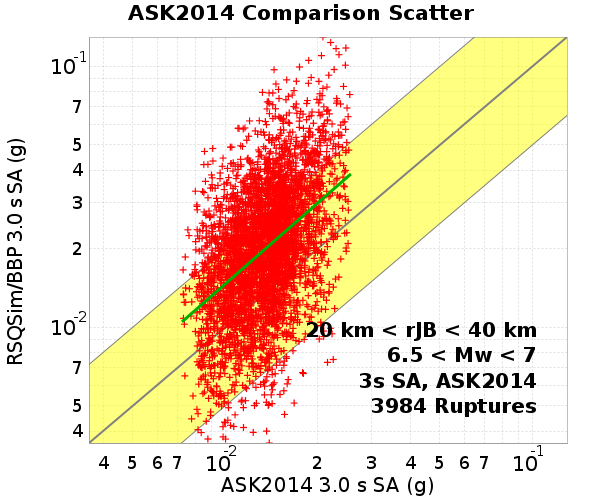 ASK2014 Comparison Scatter
RSQSim/BBP 3.0 s SA (g)
10^-1
7
5
4
3
2
10^-2
7
5
4
20 km < rJB < 40 km
6.5 < Mw < 7
3s SA, ASK2014
3984 Ruptures
4 5 6 7 10^-2 2 3 4 5 6 7 10^-1
ASK2014 3.0 s SA (g)